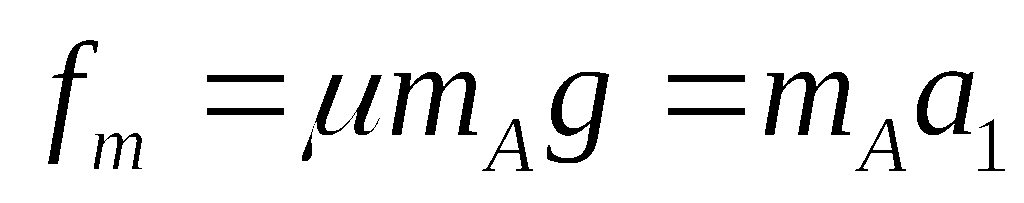 f_m = μm_A g = m_A a_1